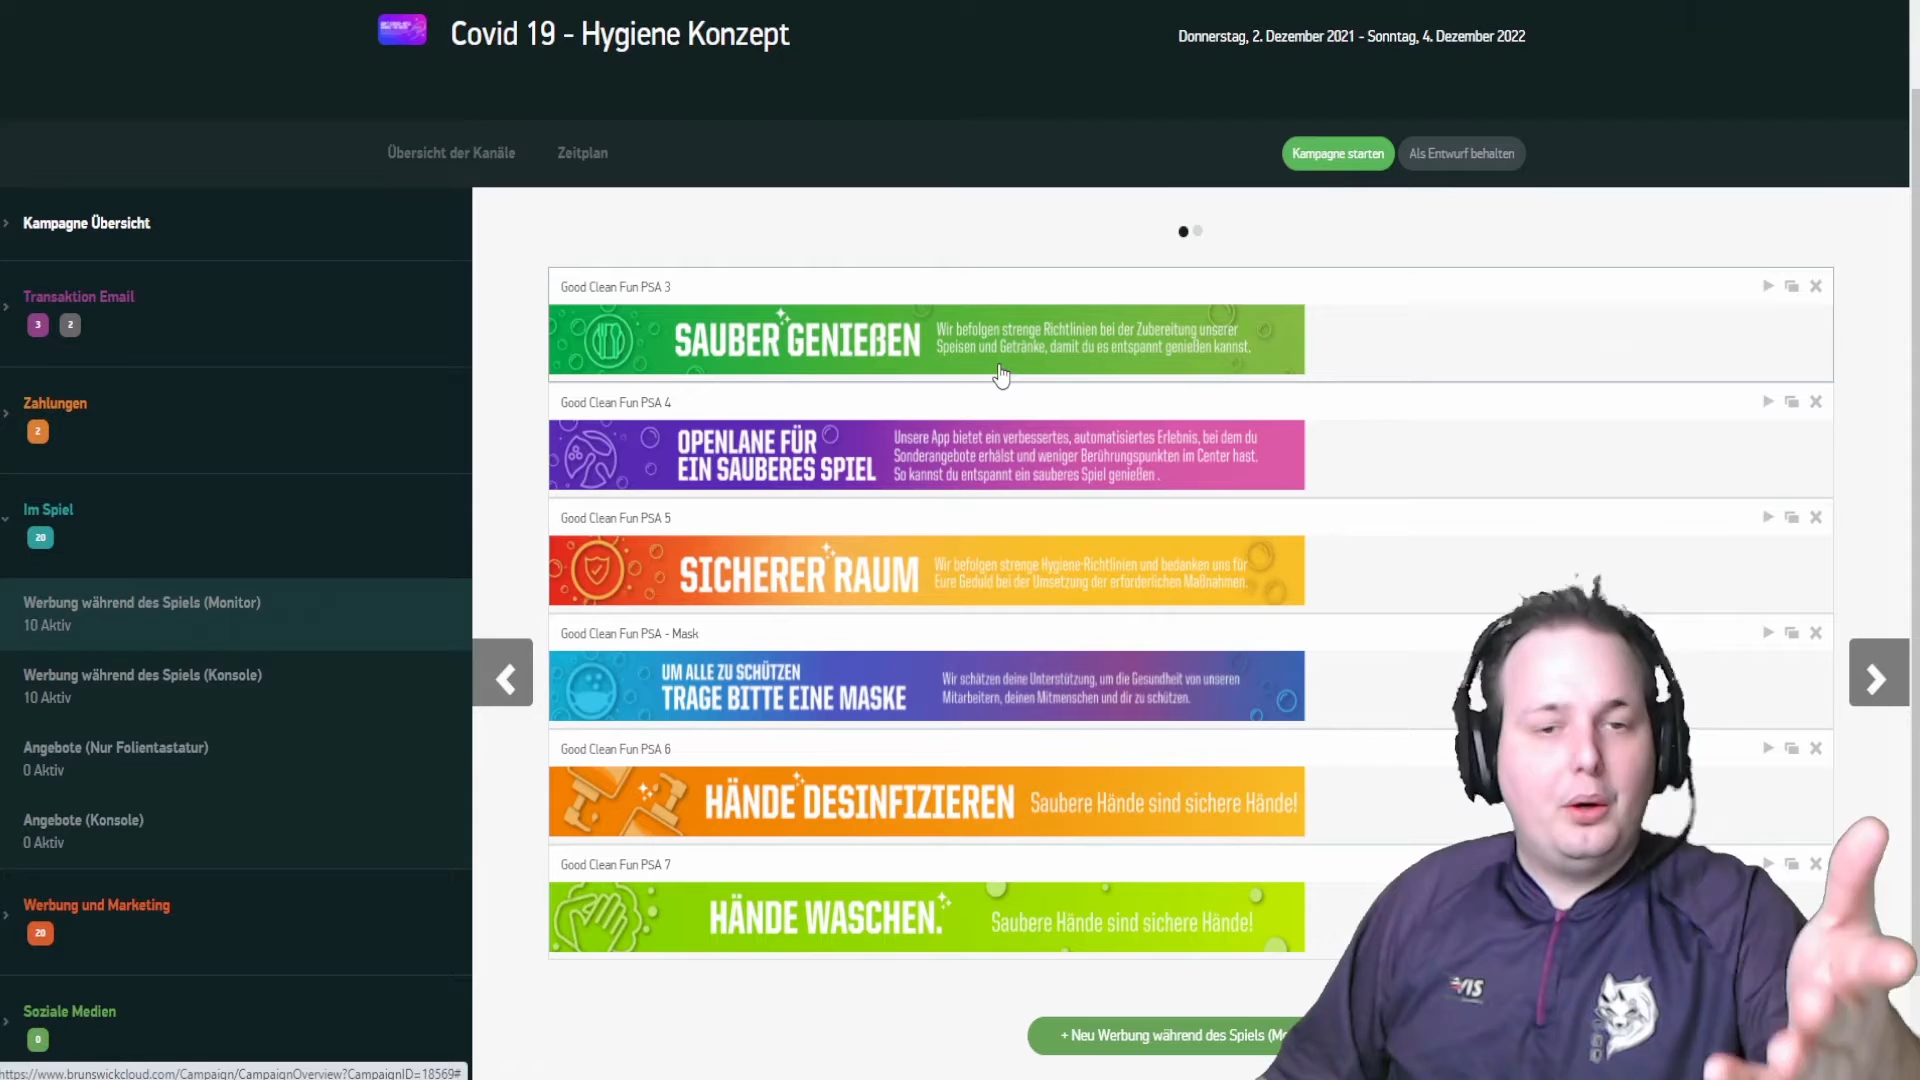 Covid 19 - Hygiene Konzept
Donnerstag, 2. Dezember 2021 - Sonntag, 4. Dezember 2022
Übersicht der Kanäle
Zeitplan
Kampagne starten
Als Entwurf behalten
Kampagne Übersicht
Transaktion Email
3 2
Zahlungen
2
Im Spiel
20
Werbung während des Spiels (Monitor)
10 Aktiv
Werbung während des Spiels (Konsole)
10 Aktiv
Angebote (Nur Folientastatur)
0 Aktiv
Angebote (Konsole)
0 Aktiv
Werbung und Marketing
20
Soziale Medien
0
https://www.brunswickcloud.com/Campaign/CampaignOverview?CampaignID=18569#
Good Clean Fun PSA 3
SAUBER GENIEẞEN
Wir befolgen strenge Richtlinien bei der Zubereitung unserer
Speisen und Getränke, damit du es entspannt genießen kannst.
Good Clean Fun PSA 4
OPENLANE FÜR
EIN SAUBERES SPIEL
Unsere App bietet ein verbessertes, automatisiertes Erlebnis, bei dem du
Sonderangebote erhälst und weniger Berührungspunkten im Center hast.
So kannst du entspannt ein sauberes Spiel genießen .
Good Clean Fun PSA 5
SICHERER RAUM
Wir befolgen strenge Hygiene-Richtlinien und bedanken uns für
Eure Geduld bei der Umsetzung der erforderlichen Maßnahmen.
Good Clean Fun PSA - Mask
UM ALLE ZU SCHÜTZEN
TRAGE BITTE EINE MASKE
Wir schätzen deine Unterstützung, um die Gesundheit von unseren
Mitarbeitern, deinen Mitmenschen und dir zu schützen.
Good Clean Fun PSA 6
HÄNDE DESINFIZIEREN
Saubere Hände sind sichere Hände!
Good Clean Fun PSA 7
HÄNDE WASCHEN.
Saubere Hände sind sichere Hände!
+ Neu Werbung während des Spiels (Mo
VIS